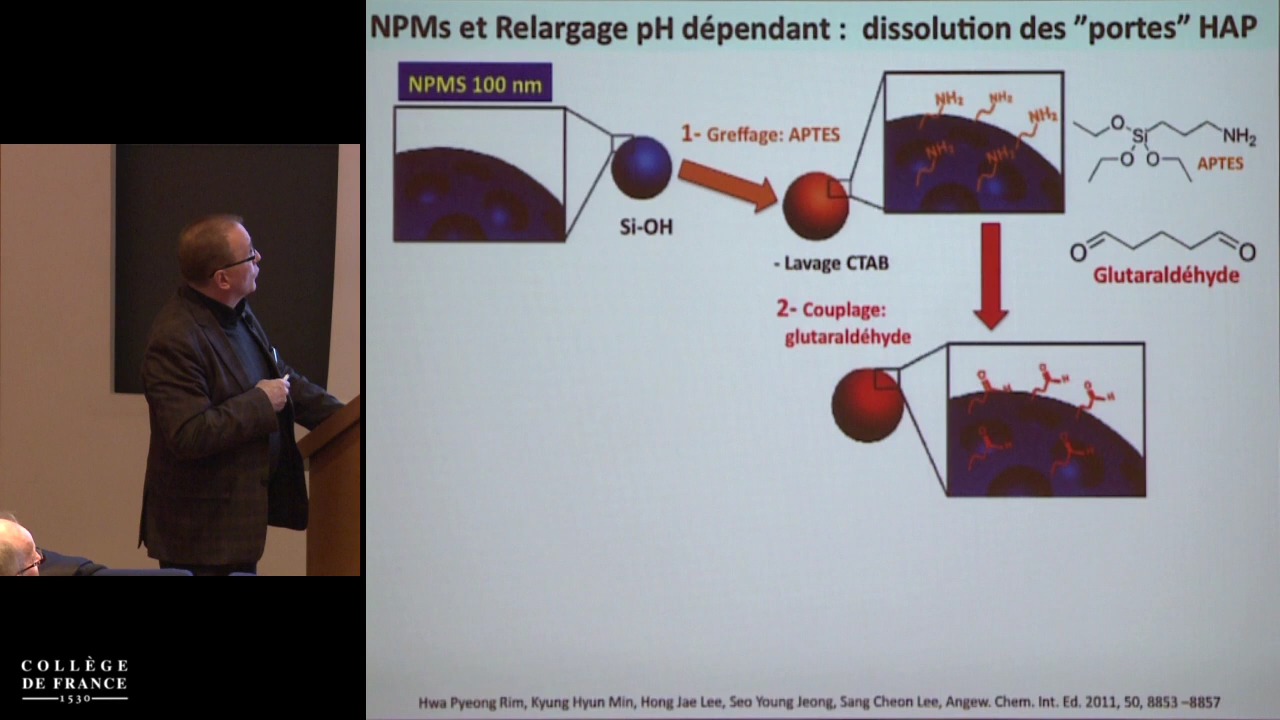 NPMs et Relargage pH dépendant : dissolution des ”portes” HAP
NPMS 100 nm
1- Greffage: APTES
Si-OH
- Lavage CTAB
NH2
NH2
NH2
NH2
NH2
O
Si
NH2
O
O
APTES
O
O
Glutaraldéhyde
2- Couplage:
glutaraldéhyde
O
H
O
H
O
H
O
H
O
H
COLLÈGE
DE FRANCE
1530
Hwa Pyeong Rim, Kyung Hyun Min, Hong Jae Lee, Seo Young Jeong, Sang Cheon Lee, Angew. Chem. Int. Ed. 2011, 50, 8853 –8857